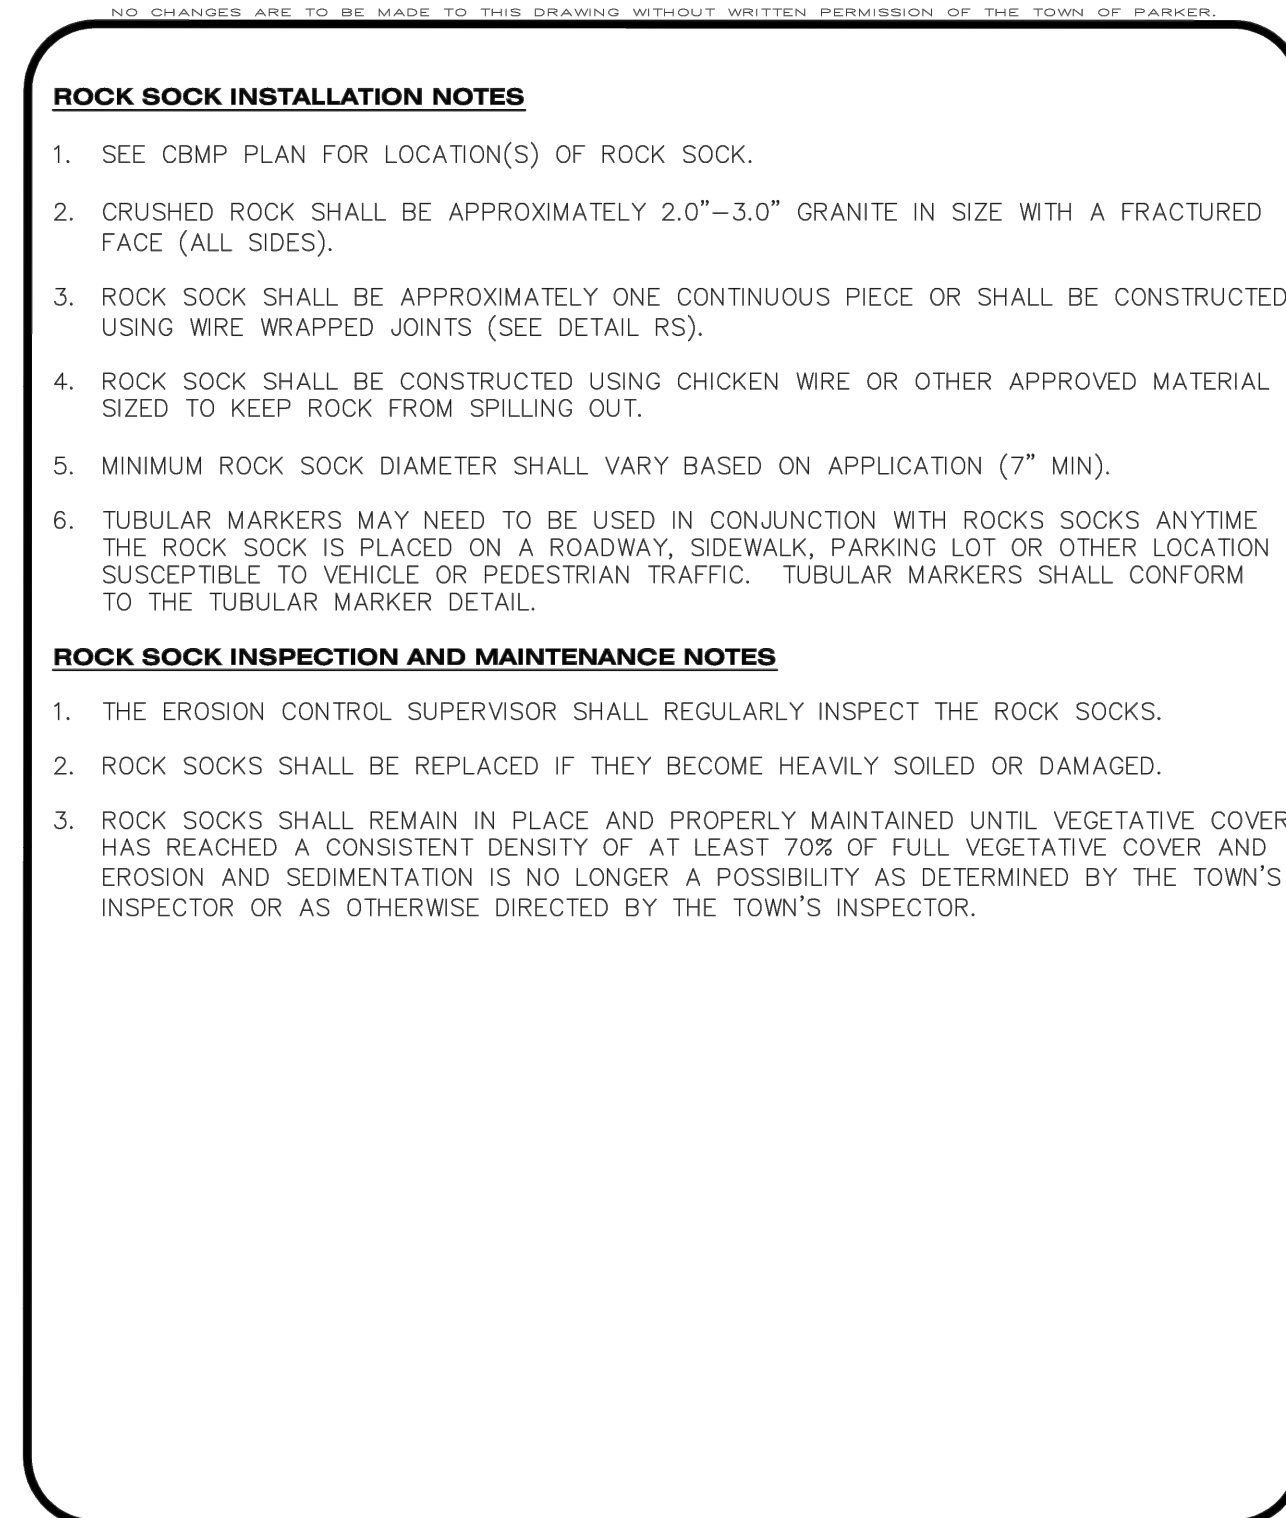 NO CHANGES ARE TO BE MADE TO THIS DRAWING WITHOUT WRITTEN PERMISSION OF THE TOWN OF PARKER.
ROCK SOCK INSTALLATION NOTES
1. SEE CBMP PLAN FOR LOCATION(S) OF ROCK SOCK.
2. CRUSHED ROCK SHALL BE APPROXIMATELY 2.0"–3.0" GRANITE IN SIZE WITH A FRACTURED
FACE (ALL SIDES).
3. ROCK SOCK SHALL BE APPROXIMATELY ONE CONTINUOUS PIECE OR SHALL BE CONSTRUCTED
USING WIRE WRAPPED JOINTS (SEE DETAIL RS).
4. ROCK SOCK SHALL BE CONSTRUCTED USING CHICKEN WIRE OR OTHER APPROVED MATERIAL
SIZED TO KEEP ROCK FROM SPILLING OUT.
5. MINIMUM ROCK SOCK DIAMETER SHALL VARY BASED ON APPLICATION (7" MIN).
6. TUBULAR MARKERS MAY NEED TO BE USED IN CONJUNCTION WITH ROCKS SOCKS ANYTIME
THE ROCK SOCK IS PLACED ON A ROADWAY, SIDEWALK, PARKING LOT OR OTHER LOCATION
SUSCEPTIBLE TO VEHICLE OR PEDESTRIAN TRAFFIC. TUBULAR MARKERS SHALL CONFORM
TO THE TUBULAR MARKER DETAIL.
ROCK SOCK INSPECTION AND MAINTENANCE NOTES
1. THE EROSION CONTROL SUPERVISOR SHALL REGULARLY INSPECT THE ROCK SOCKS.
2. ROCK SOCKS SHALL BE REPLACED IF THEY BECOME HEAVILY SOILED OR DAMAGED.
3. ROCK SOCKS SHALL REMAIN IN PLACE AND PROPERLY MAINTAINED UNTIL VEGETATIVE COVER
HAS REACHED A CONSISTENT DENSITY OF AT LEAST 70% OF FULL VEGETATIVE COVER AND
EROSION AND SEDIMENTATION IS NO LONGER A POSSIBILITY AS DETERMINED BY THE TOWN'S
INSPECTOR OR AS OTHERWISE DIRECTED BY THE TOWN'S INSPECTOR.